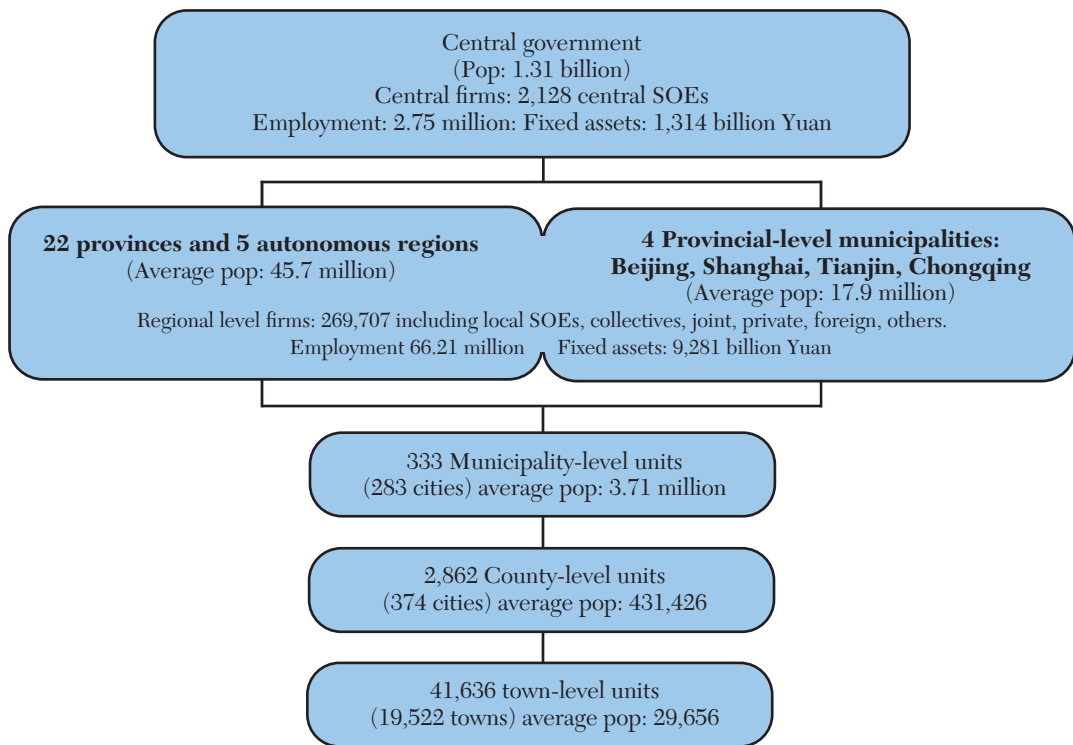 Central government
(Pop: 1.31 billion)
Central firms: 2,128 central SOEs
Employment: 2.75 million: Fixed assets: 1,314 billion Yuan
22 provinces and 5 autonomous regions
(Average pop: 45.7 million)
4 Provincial-level municipalities:
Beijing, Shanghai, Tianjin, Chongqing
(Average pop: 17.9 million)
Regional level firms: 269,707 including local SOEs, collectives, joint, private, foreign, others.
Employment 66.21 million Fixed assets: 9,281 billion Yuan
333 Municipality-level units
(283 cities) average pop: 3.71 million
2,862 County-level units
(374 cities) average pop: 431,426
41,636 town-level units
(19,522 towns) average pop: 29,656